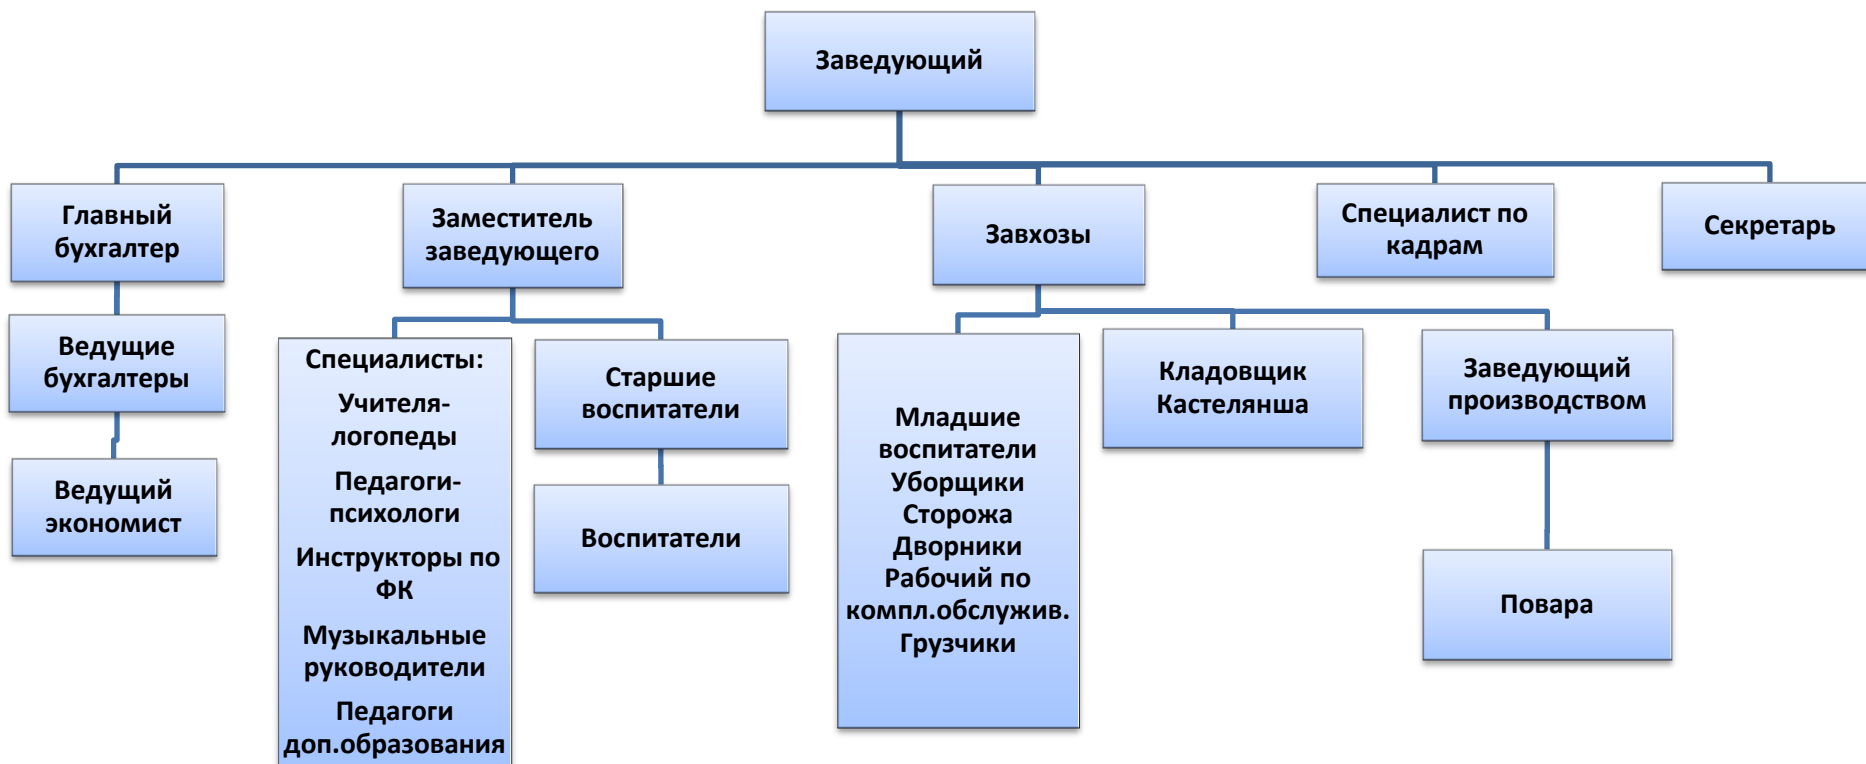 Заведующий
Главный
бухгалтер
Заместитель
заведующего
Завхозы
Специалист по
кадрам
Секретарь
Ведущие
бухгалтеры
Ведущий
экономист
Специалисты:
Учителя-
логопеды
Педагоги-
психологи
Инструкторы по
ФК
Музыкальные
руководители
Педагоги
доп.образования
Старшие
воспитатели
Воспитатели
Младшие
воспитатели
Уборщики
Сторожа
Дворники
Рабочий по
компл.обслужив.
Грузчики
Кладовщик
Кастелянша
Заведующий
производством
Повара